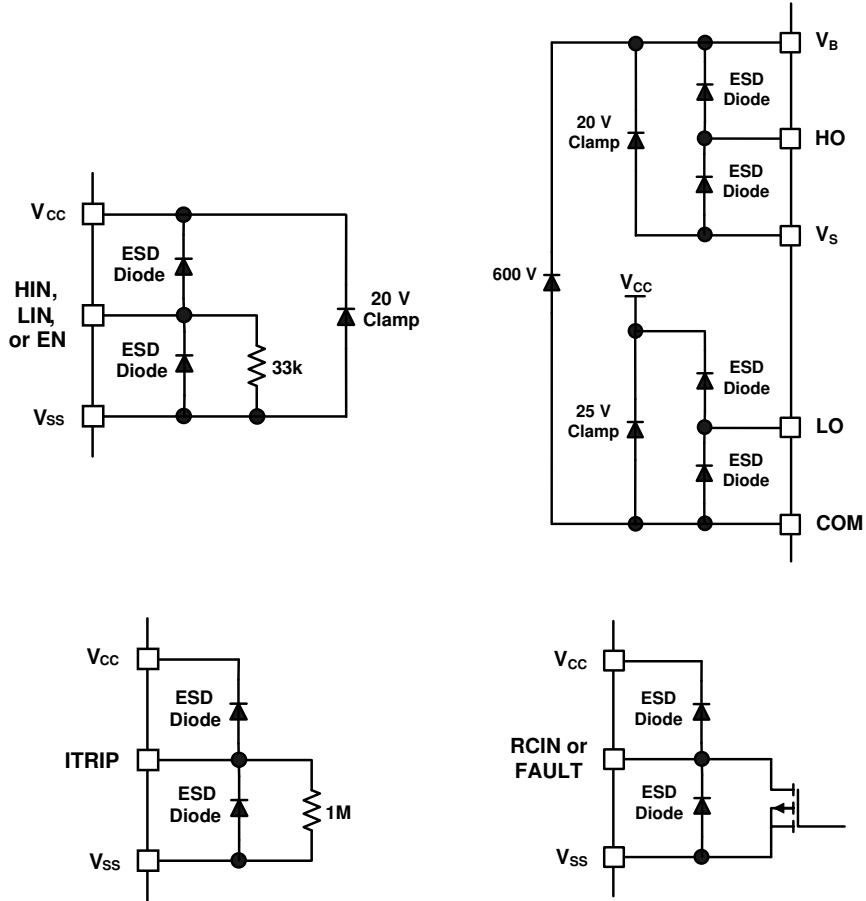 VCC
ESD
Diode
HIN,
LIN,
or EN
ESD
Diode
33k
20 V
Clamp
VSS
VB
ESD
Diode
20 V
Clamp
HO
ESD
Diode
VS
600 V
VCC
ESD
Diode
25 V
Clamp
LO
ESD
Diode
COM
VCC
ESD
Diode
ITRIP
ESD
Diode
1M
VSS
VCC
ESD
Diode
RCIN or
FAULT
ESD
Diode
VSS